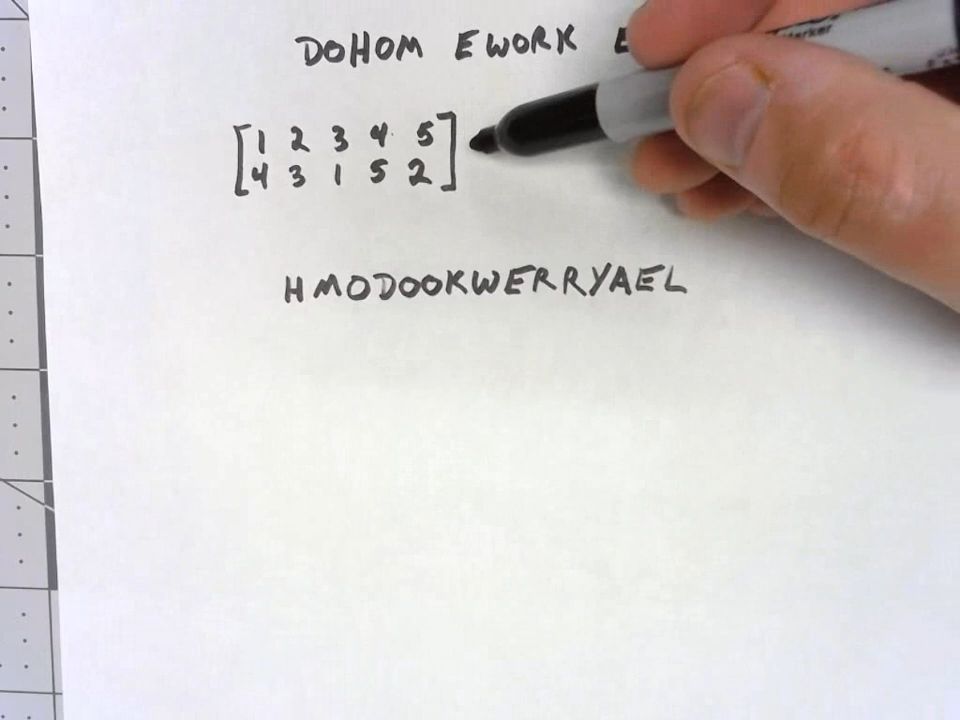 DOHOM EWORK E
[1 2 3 4 5]
[4 3 1 5 2]
HMODOOKWERRYAEL